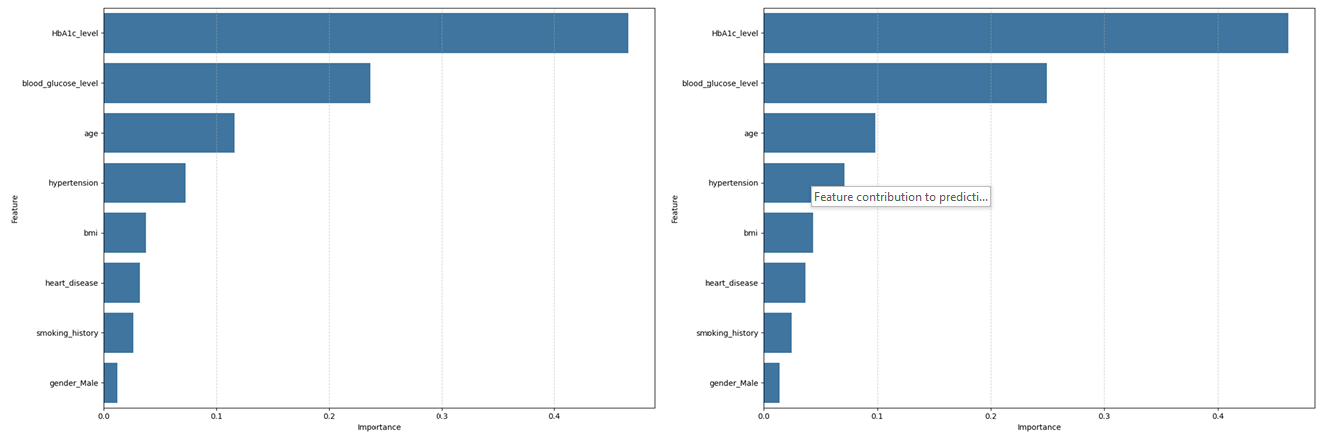 HbA1c_level
blood_glucose_level
age
hypertension
bmi
heart_disease
smoking_history
gender_Male
Feature
0.0 0.1 0.2 0.3 0.4
Importance
HbA1c_level
blood_glucose_level
age
hypertension
Feature contribution to predicti...
bmi
heart_disease
smoking_history
gender_Male
Feature
0.0 0.1 0.2 0.3 0.4
Importance